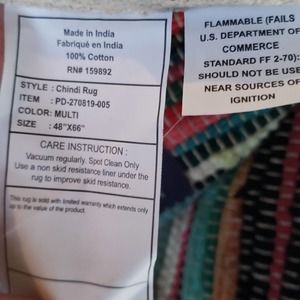 Made in India
Fabriqué en India
100% Cotton
RN# 159892
STYLE : Chindi Rug
ITEM : PD-270819-005
COLOR: MULTI
SIZE : 48"X66"
CARE INSTRUCTION :
Vacuum regularly. Spot Clean Only
Use a non skid resistance liner under the
rug to improve skid resistance.
This rug is sold with limited warranty which extends only
up to the value of the product.
FLAMMABLE (FAILS
U.S. DEPARTMENT OF
COMMERCE
STANDARD FF 2-70):
SHOULD NOT BE USE
NEAR SOURCES OF
IGNITION